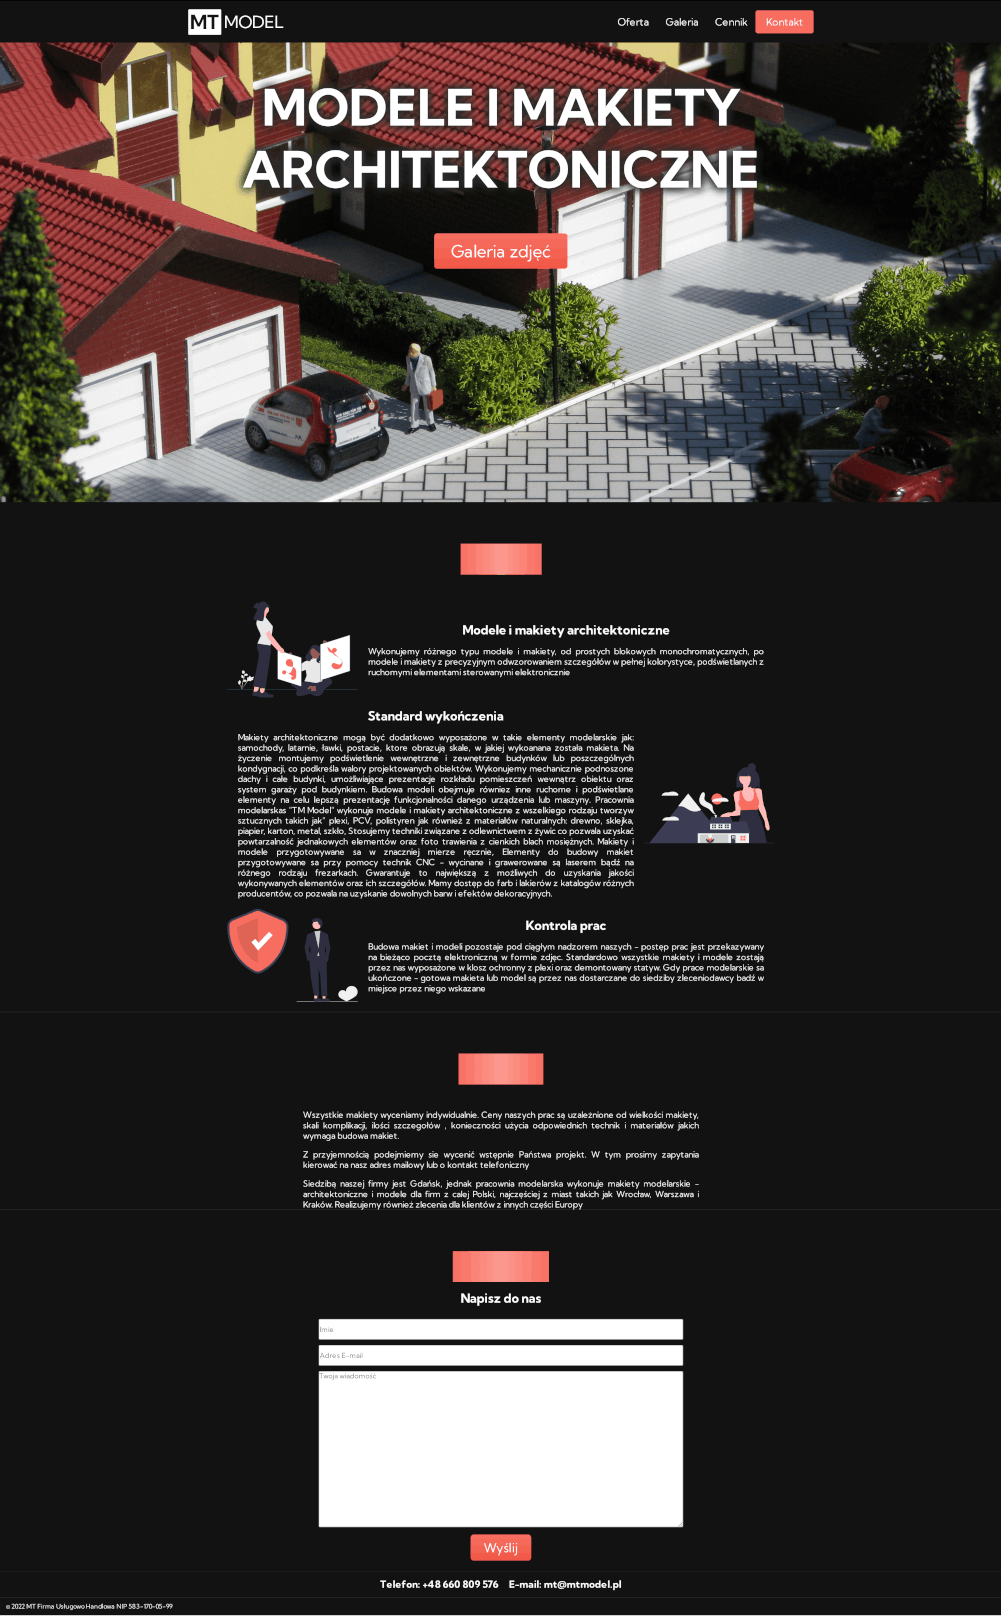 MT MODEL
Oferta Galeria Cennik Kontakt
MODELE I MAKIETY
ARCHITEKTONICZNE
Galeria zdjęć
Modele i makiety architektoniczne
Wykonujemy różnego typu modele i makiety, od prostych blokowych monochromatycznych, po
modele i makiety z precyzyjnym odwzorowaniem szczegółów w pełnej kolorystyce, podświetlanych z
ruchomymi elementami sterowanymi elektronicznie
Standard wykończenia
Makiety architektoniczne mogą być dodatkowo wyposażone w takie elementy modelarskie jak:
samochody, latarnie, ławki, postacie, ktore obrazują skale, w jakiej wykoanana została makieta. Na
życzenie montujemy podświetlenie wewnętrzne i zewnętrzne budynków lub poszczególnych
kondygnacji, co podkreśla walory projektowanych obiektów. Wykonujemy mechanicznie podnoszone
dachy i całe budynki, umożliwiające prezentacje rozkładu pomieszczeń wewnątrz obiektu oraz
system garaży pod budynkiem. Budowa modeli obejmuje równiez inne ruchome i podświetlane
elementy na celu lepszą prezentację funkcjonalności danego urządzenia lub maszyny. Pracownia
modelarskas "TM Model" wykonuje modele i makiety architektoniczne z wszelkiego rodzaju tworzyw
sztucznych takich jak" plexi, PCV, polistyren jak również z materiałów naturalnych: drewno, sklejka,
piapier, karton, metal, szkło, Stosujemy techniki związane z odlewnictwem z żywic co pozwala uzyskać
powtarzalność jednakowych elementów oraz foto trawienia z cienkich blach mosiężnych. Makiety i
modele przygotowywane sa w znaczniej mierze ręcznie, Elementy do budowy makiet
przygotowywane sa przy pomocy technik CNC - wycinane i grawerowane są laserem bądź na
różnego rodzaju frezarkach. Gwarantuje to największą z możliwych do uzyskania jakości
wykonywanych elementów oraz ich szczegółów. Mamy dostęp do farb i lakierów z katalogów różnych
producentów, co pozwala na uzyskanie dowolnych barw i efektów dekoracyjnych.
Kontrola prac
Budowa makiet i modeli pozostaje pod ciągłym nadzorem naszych - postęp prac jest przekazywany
na bieżąco pocztą elektroniczną w formie zdjęc. Standardowo wszystkie makiety i modele zostają
przez nas wyposażone w klosz ochronny z plexi oraz demontowany statyw. Gdy prace modelarskie sa
ukończone - gotowa makieta lub model są przez nas dostarczane do siedziby zleceniodawcy badź w
miejsce przez niego wskazane
Wszystkie makiety wyceniamy indywidualnie. Ceny naszych prac są uzależnione od wielkości makiety,
skali komplikacji, ilości szczegołów , konieczności użycia odpowiednich technik i materiałów jakich
wymaga budowa makiet.
Z przyjemnością podejmiemy sie wycenić wstępnie Państwa projekt. W tym prosimy zapytania
kierować na nasz adres mailowy lub o kontakt telefoniczny
Siedzibą naszej firmy jest Gdańsk, jednak pracownia modelarska wykonuje makiety modelarskie -
architektoniczne i modele dla firm z całej Polski, najczęściej z miast takich jak Wrocław, Warszawa i
Kraków. Realizujemy również zlecenia dla klientów z innych części Europy
Napisz do nas
Imie
Adres E-mail
Twoja wiadomość
Wyślij
Telefon: +48 660 809 576 E-mail: mt@mtmodel.pl
© 2022 MT Firma Usługowo Handlowa NIP 583-170-05-99